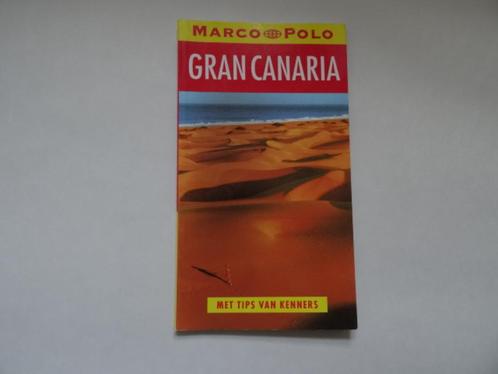 MARCO POLO
GRAN CANARIA
MET TIPS VAN KENNERS